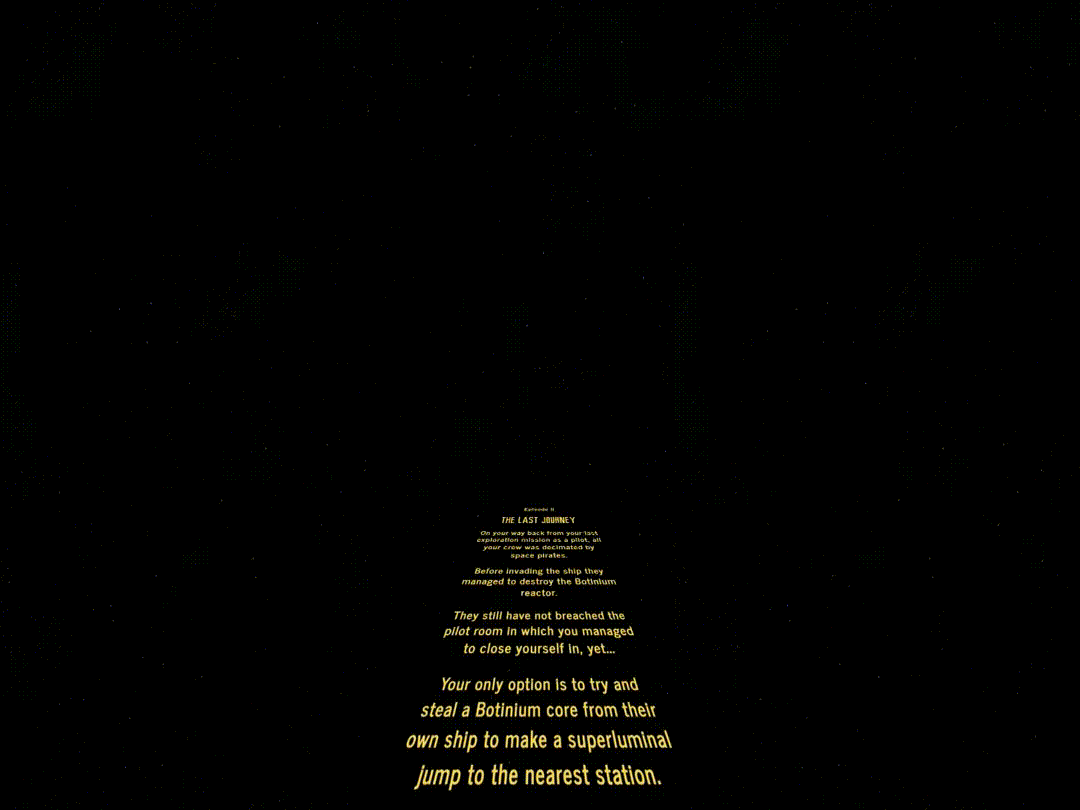 Episode II
THE LAST JOURNEY
On your way back from your last
exploration mission as a pilot, all
your crew was decimated by
space pirates.
Before invading the ship they
managed to destroy the Botinium
reactor.
They still have not breached the
pilot room in which you managed
to close yourself in, yet...
Your only option is to try and
steal a Botinium core from their
own ship to make a superluminal
jump to the nearest station.